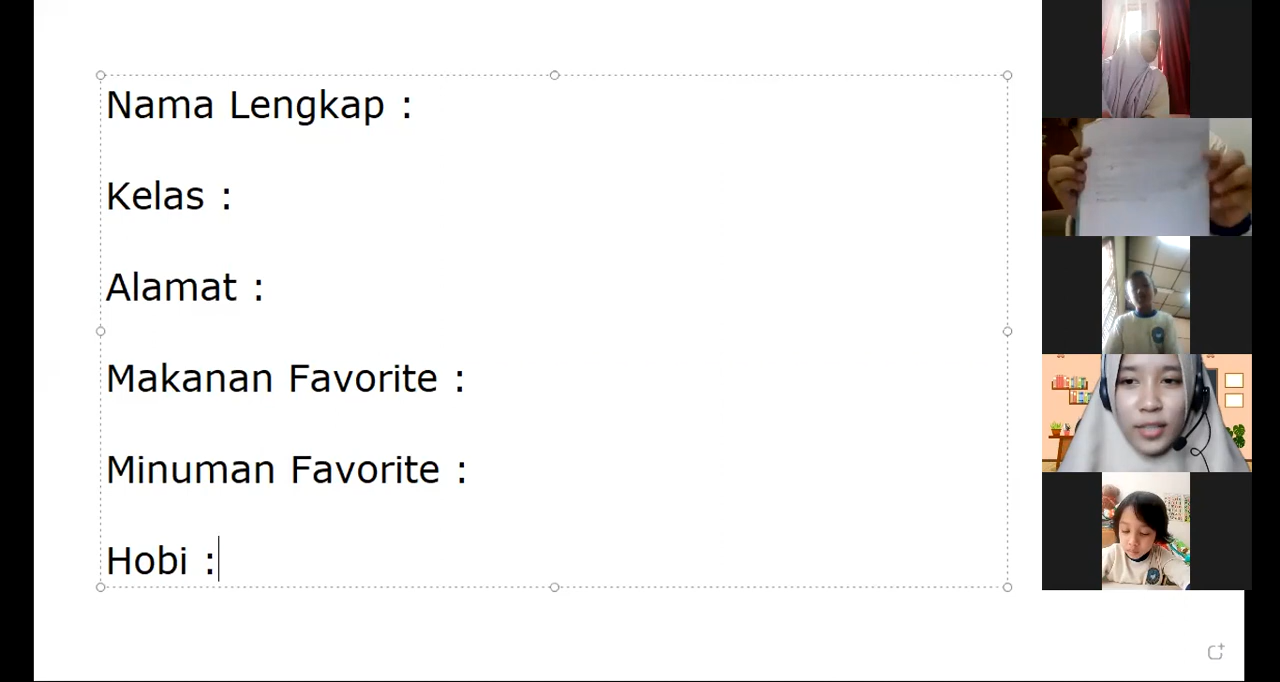 Nama Lengkap :
Kelas :
Alamat :
Makanan Favorite :
Minuman Favorite :
Hobi :